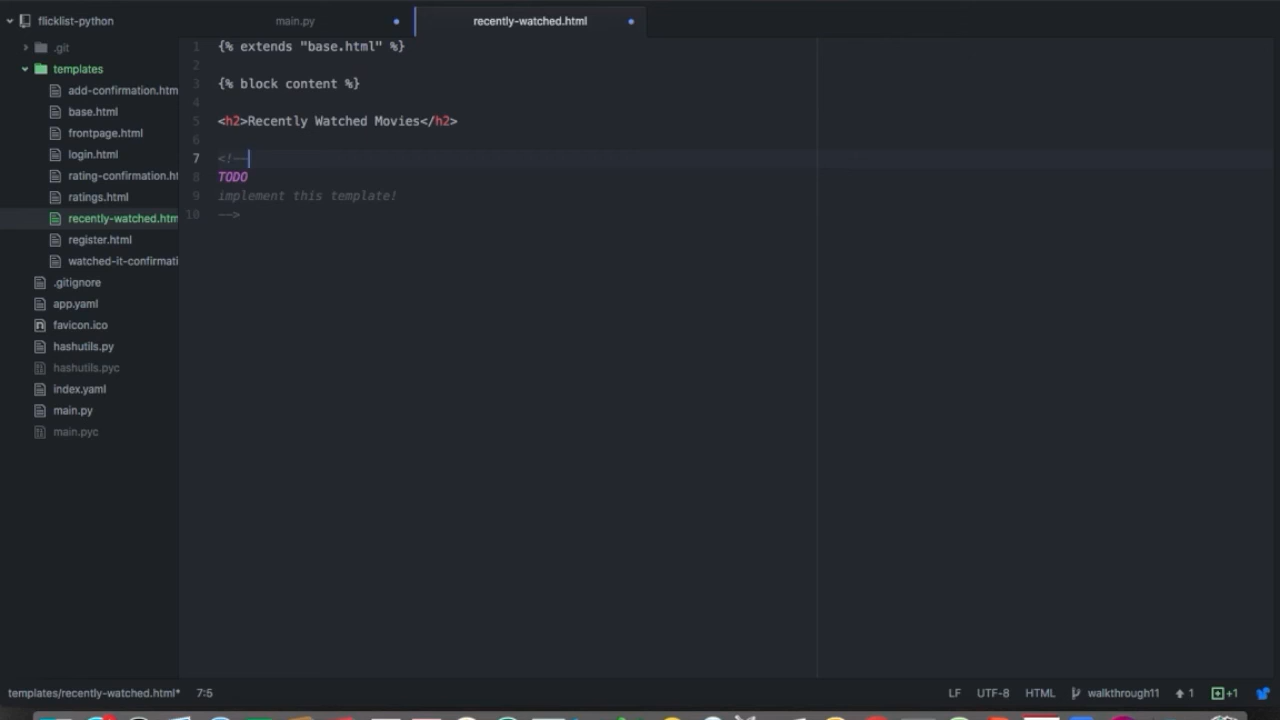 flicklist-python
main.py
recently-watched.html
.git
templates
add-confirmation.htm
base.html
frontpage.html
login.html
rating-confirmation.ht
ratings.html
recently-watched.htm
register.html
watched-it-confirmati
.gitignore
app.yaml
favicon.ico
hashutils.py
hashutils.pyc
index.yaml
main.py
main.pyc
1 {% extends "base.html" %}
2
3 {% block content %}
4
5 <h2>Recently Watched Movies</h2>
6
7 <!--
8 TODO
9 implement this template!
10 -->
templates/recently-watched.html* 7:5 LF UTF-8 HTML walkthrough11 1 +1